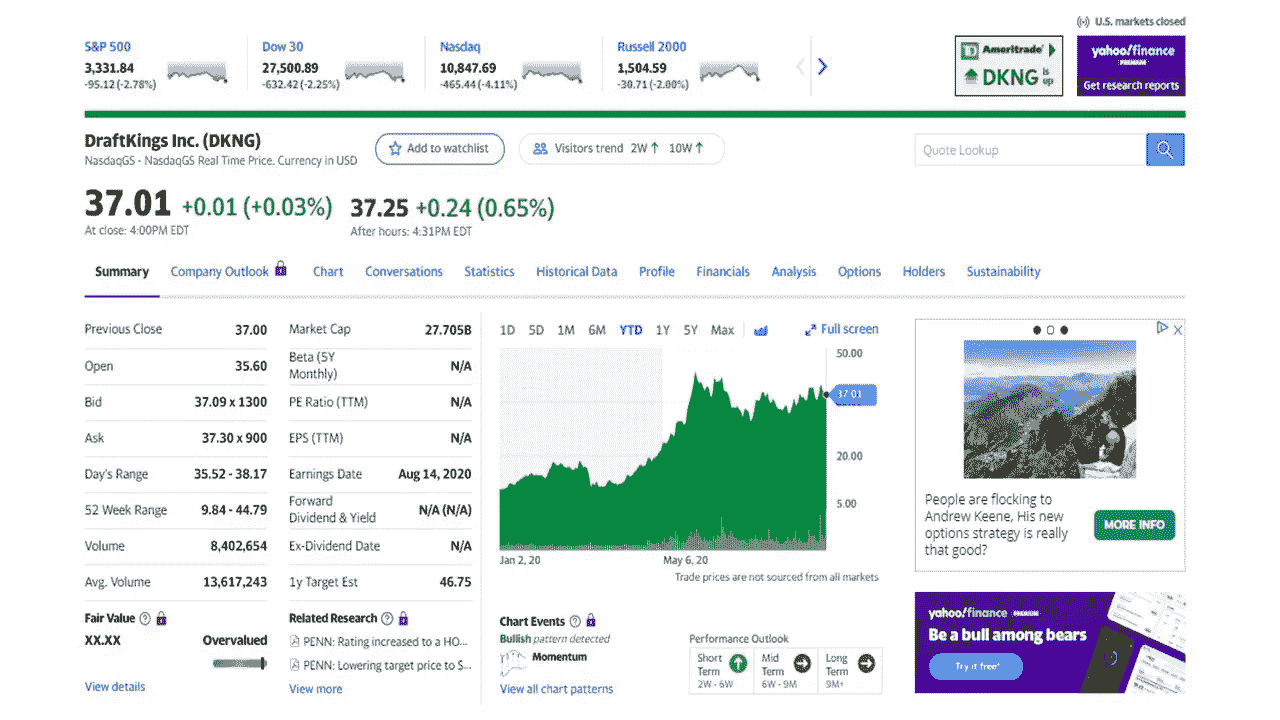 U.S. markets closed
S&P 500
3,331.84
-95.12 (-2.78%)
Dow 30
27,500.89
-632.42 (-2.25%)
Nasdaq
10,847.69
-465.44 (-4.11%)
Russell 2000
1,504.59
-30.71 (-2.00%)
Ameritrade
DKNG is up
yahoo!finance
PREMIUM
Get research reports
DraftKings Inc. (DKNG)
NasdaqGS - NasdaqGS Real Time Price. Currency in USD
Add to watchlist
Visitors trend 2W↑ 10W↑
Quote Lookup
37.01 +0.01 (+0.03%)
At close: 4:00PM EDT
37.25 +0.24 (0.65%)
After hours: 4:31PM EDT
Summary Company Outlook Chart Conversations Statistics Historical Data Profile Financials Analysis Options Holders Sustainability
Previous Close 37.00
Open 35.60
Bid 37.09 x 1300
Ask 37.30 x 900
Day's Range 35.52 - 38.17
52 Week Range 9.84 - 44.79
Volume 8,402,654
Avg. Volume 13,617,243
Market Cap 27.705B
Beta (5Y
Monthly) N/A
PE Ratio (TTM) N/A
EPS (TTM) N/A
Earnings Date Aug 14, 2020
Forward
Dividend & Yield N/A (N/A)
Ex-Dividend Date N/A
1y Target Est 46.75
Fair Value
XX.XX Overvalued
View details
Related Research
PENN: Rating increased to a HO...
PENN: Lowering target price to $...
View more
1D 5D 1M 6M YTD 1Y 5Y Max Full screen
50.00
37.01
20.00
5.00
Jan 2, 20 May 6, 20
Trade prices are not sourced from all markets
Chart Events
Bullish pattern detected
Momentum
View all chart patterns
Performance Outlook
Short
Term
2W - 6W
Mid
Term
6W - 9M
Long
Term
9M+
People are flocking to
Andrew Keene, His new
options strategy is really
that good?
MORE INFO
yahoo!finance PREMIUM
Be a bull among bears
Try it free*